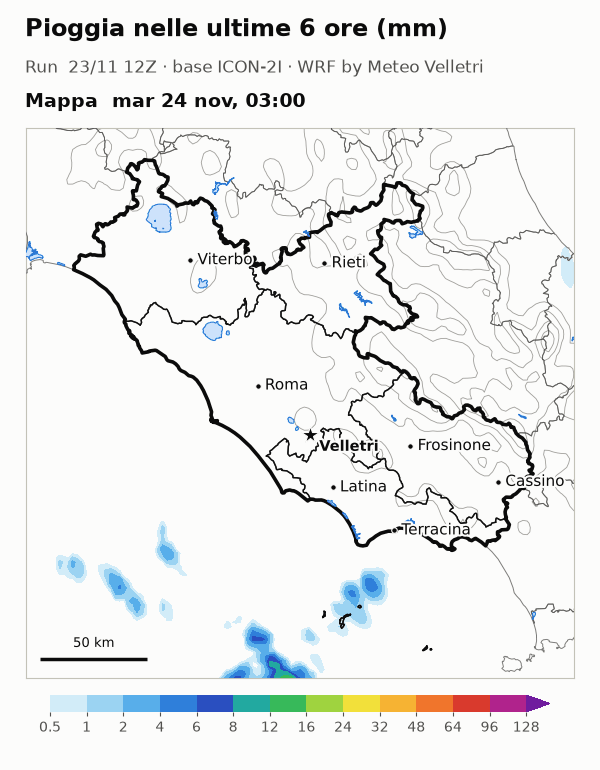 Pioggia nelle ultime 6 ore (mm)
Run  23/11 12Z · base ICON-2I · WRF by Meteo Velletri
Mappa  mar 24 nov, 03:00
Viterbo
Rieti
Roma
Velletri
Frosinone
Latina
Cassino
Terracina
50 km
0.5 1 2 4 6 8 12 16 24 32 48 64 96 128